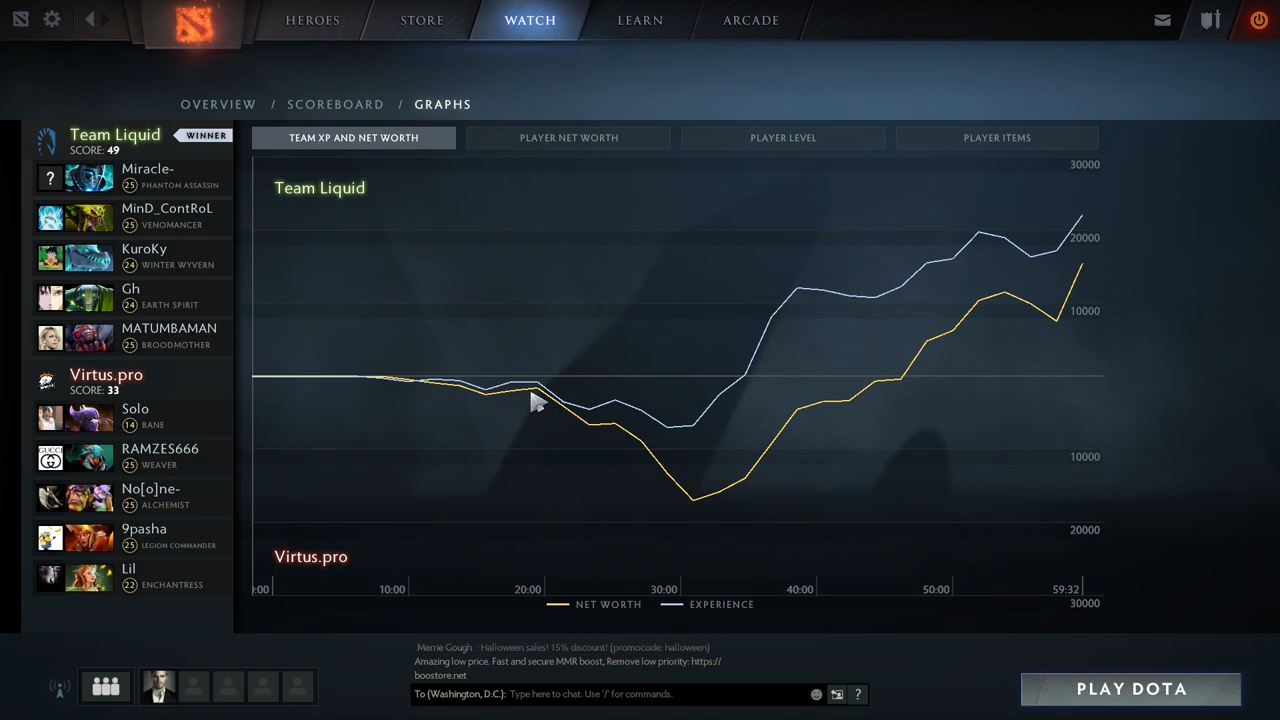 HEROES
STORE
WATCH
LEARN
ARCADE
OVERVIEW / SCOREBOARD / GRAPHS
Team Liquid
WINNER
SCORE: 49
?
Miracle-
25 PHANTOM ASSASSIN
MinD_ContRoL
25 VENOMANCER
KuroKy
24 WINTER WYVERN
Gh
24 EARTH SPIRIT
MATUMBAMAN
25 BROODMOTHER
Virtus.pro
SCORE: 33
Solo
14 BANE
GUCCI
RAMZES666
25 WEAVER
No[o]ne-
25 ALCHEMIST
9pasha
25 LEGION COMMANDER
Lil
22 ENCHANTRESS
TEAM XP AND NET WORTH
PLAYER NET WORTH
PLAYER LEVEL
PLAYER ITEMS
Team Liquid
30000
20000
10000
10000
20000
30000
Virtus.pro
:00 10:00 20:00 30:00 40:00 50:00 59:32
NET WORTH EXPERIENCE
Merrie Gough : Halloween sales! 15% discount! (promocode: halloween)
Amazing low price. Fast and secure MMR boost, Remove low priority: https://
boostore.net
To (Washington, D.C.): Type here to chat. Use '/' for commands.
?
PLAY DOTA